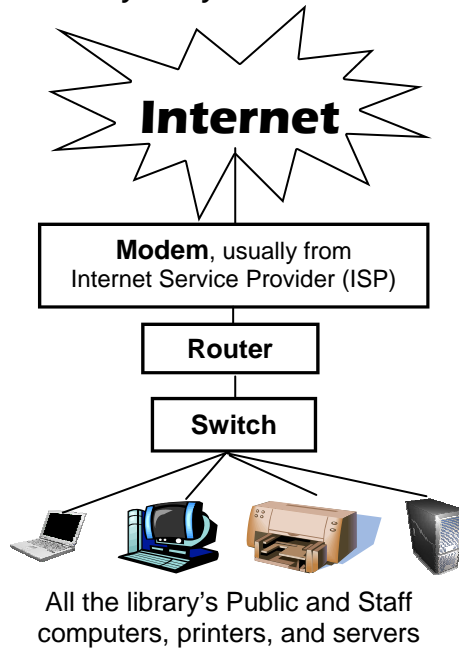 Internet
Modem, usually from
Internet Service Provider (ISP)
Router
Switch
All the library's Public and Staff
computers, printers, and servers